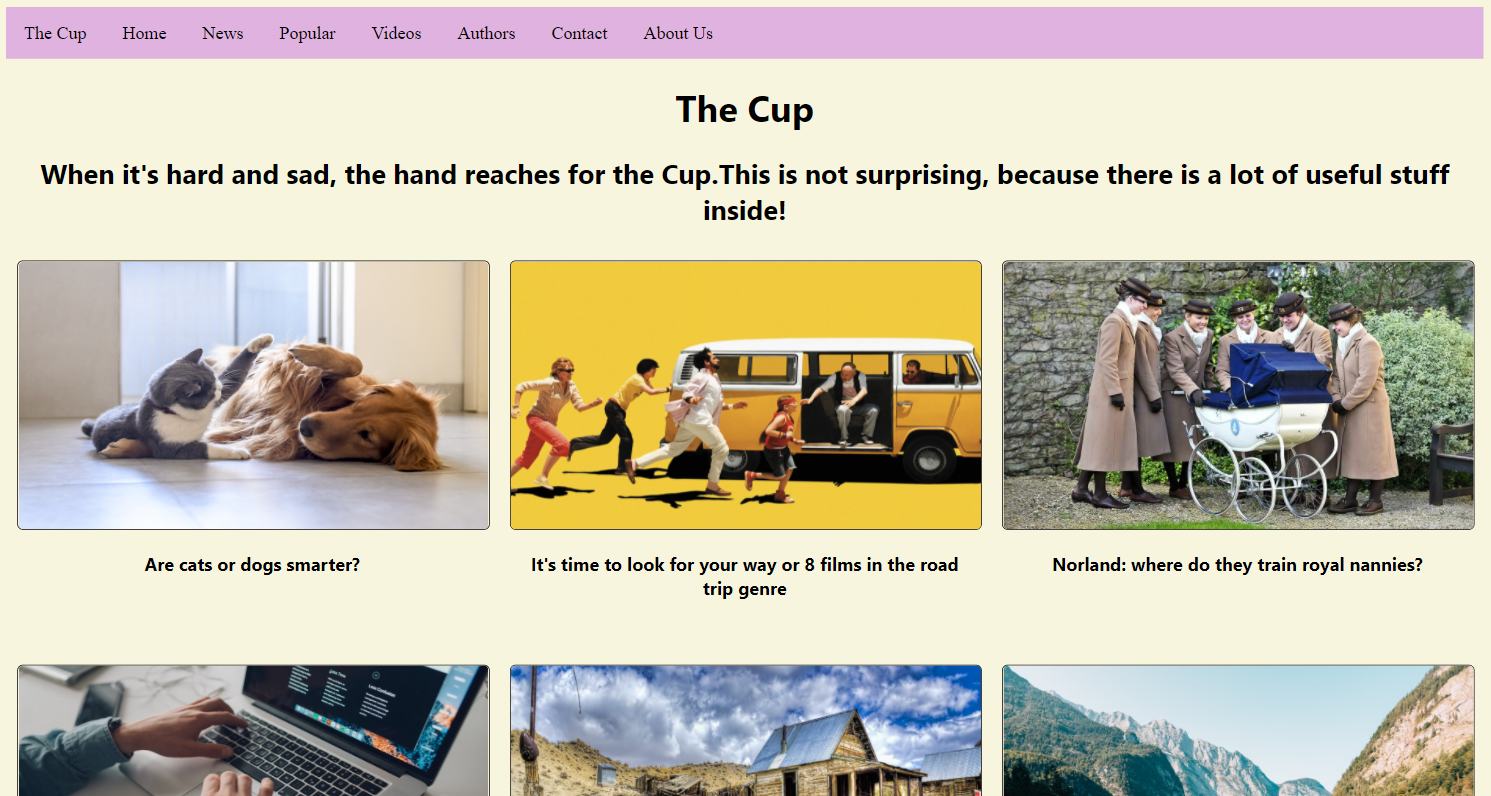 The Cup Home News Popular Videos Authors Contact About Us
The Cup
When it's hard and sad, the hand reaches for the Cup.This is not surprising, because there is a lot of useful stuff
inside!
Are cats or dogs smarter?
It's time to look for your way or 8 films in the road
trip genre
Norland: where do they train royal nannies?